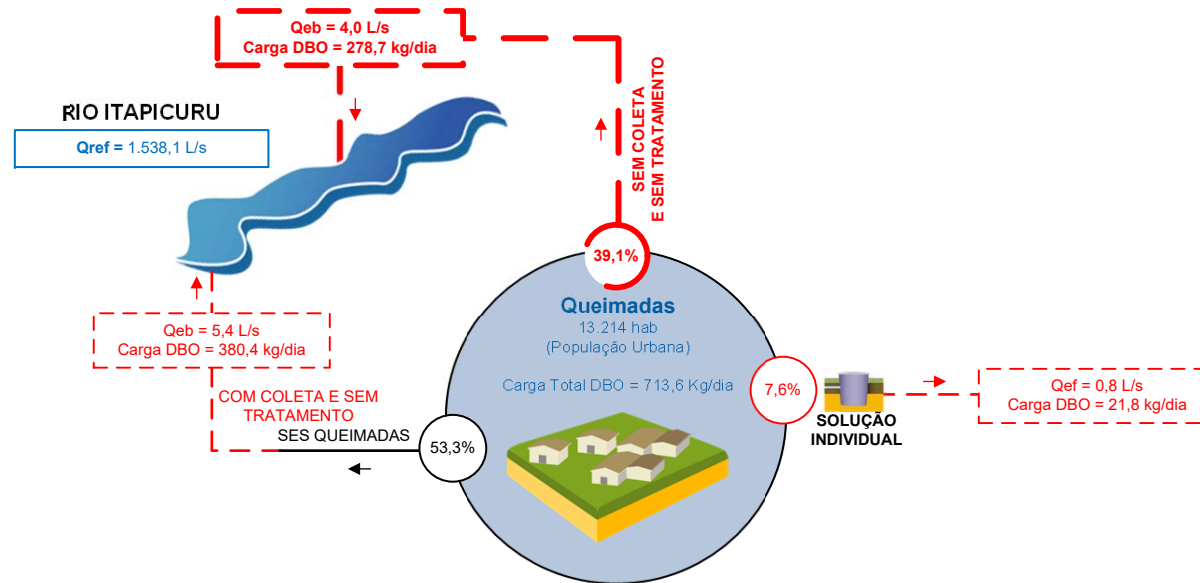 Qeb = 4,0 L/s
Carga DBO = 278,7 kg/dia
RIO ITAPICURU
Qref = 1.538,1 L/s
SEM COLETA
E SEM TRATAMENTO
39,1%
Queimadas
13.214 hab
(População Urbana)
Carga Total DBO = 713,6 Kg/dia
Qeb = 5,4 L/s
Carga DBO = 380,4 kg/dia
COM COLETA E SEM
TRATAMENTO
SES QUEIMADAS
53,3%
7,6%
SOLUÇÃO
INDIVIDUAL
Qef = 0,8 L/s
Carga DBO = 21,8 kg/dia